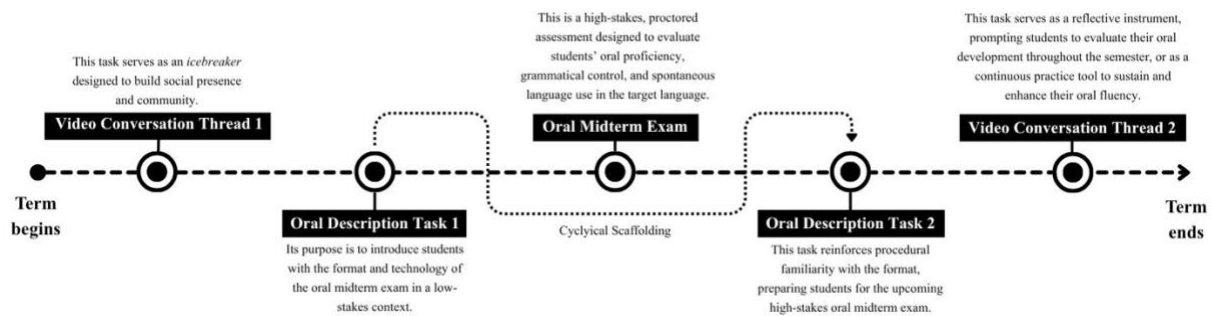 This task serves as an icebreaker
designed to build social presence
and community.
Video Conversation Thread 1
This is a high-stakes, proctored
assessment designed to evaluate
students' oral proficiency,
grammatical control, and spontaneous
language use in the target language.
Oral Midterm Exam
This task serves as a reflective instrument,
prompting students to evaluate their oral
development throughout the semester, or as a
continuous practice tool to sustain and
enhance their oral fluency.
Video Conversation Thread 2
Term
begins
Oral Description Task 1
Its purpose is to introduce students
with the format and technology of
the oral midterm exam in a low-
stakes context.
Cyclyical Scaffolding
Oral Description Task 2
This task reinforces procedural
familiarity with the format,
preparing students for the upcoming
high-stakes oral midterm exam.
Term
ends